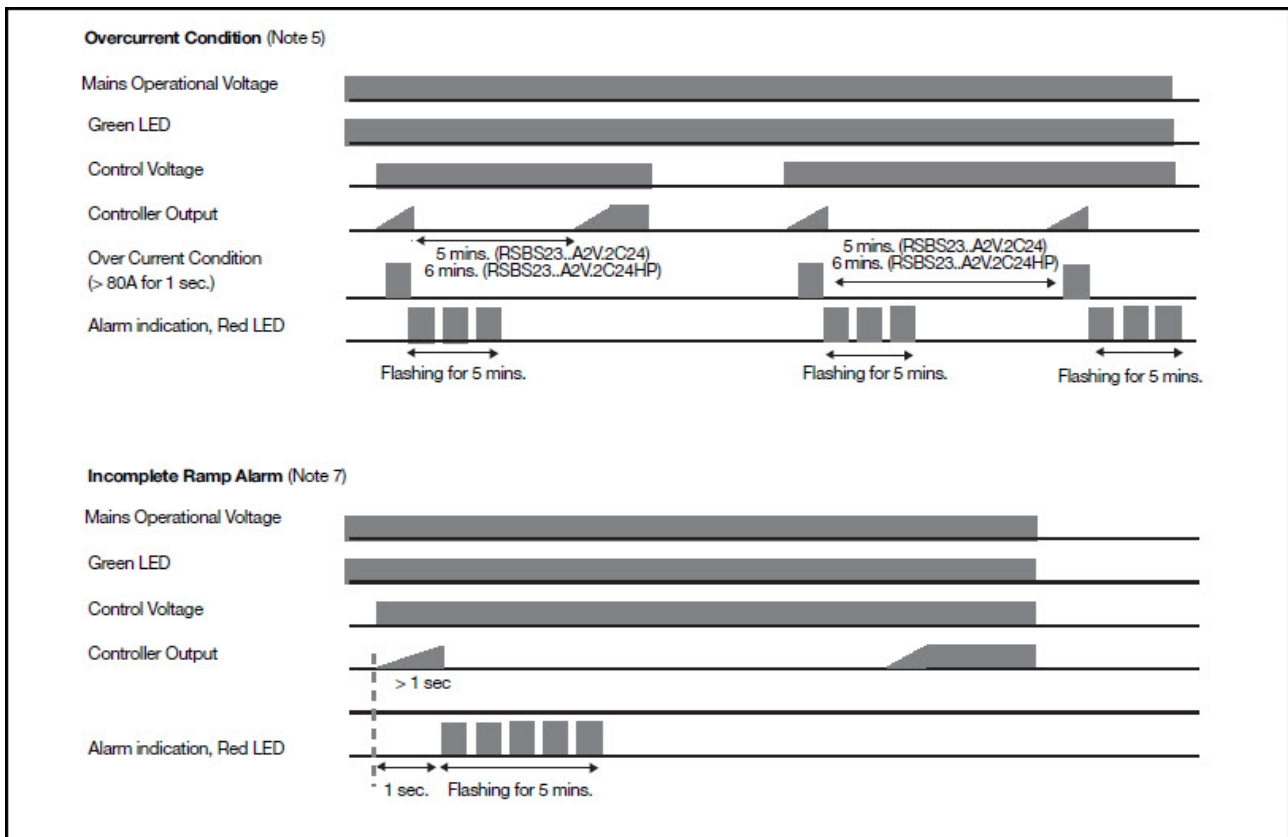 Overcurrent Condition (Note 5)
Mains Operational Voltage
Green LED
Control Voltage
Controller Output
5 mins. (RSBS23..A2V.2C24)
6 mins. (RSBS23..A2V.2C24HP)
5 mins. (RSBS23..A2V.2C24)
6 mins. (RSBS23..A2V.2C24HP)
Over Current Condition
(> 80A for 1 sec.)
Alarm indication, Red LED
Flashing for 5 mins.
Flashing for 5 mins.
Flashing for 5 mins.
Incomplete Ramp Alarm (Note 7)
Mains Operational Voltage
Green LED
Control Voltage
Controller Output
> 1 sec
Alarm indication, Red LED
1 sec.
Flashing for 5 mins.